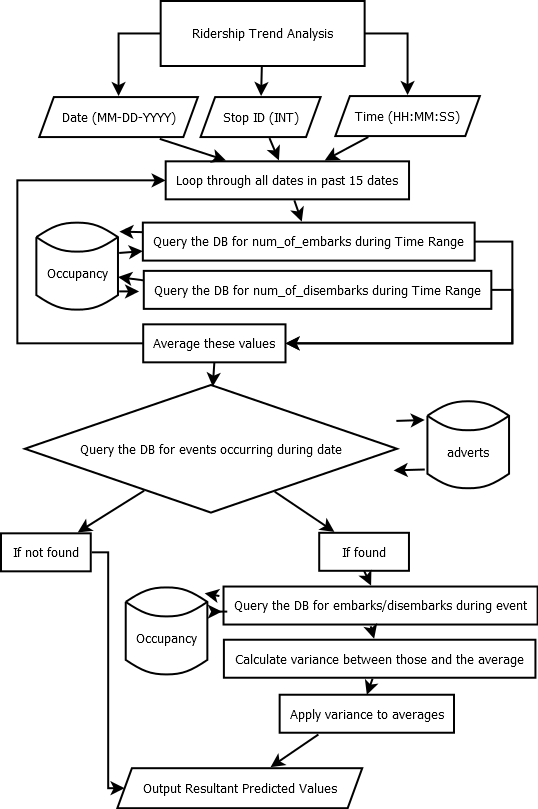 Ridership Trend Analysis
Date (MM-DD-YYYY)
Stop ID (INT)
Time (HH:MM:SS)
Loop through all dates in past 15 dates
Query the DB for num_of_embarks during Time Range
Occupancy
Query the DB for num_of_disembarks during Time Range
Average these values
Query the DB for events occurring during date
adverts
If not found
If found
Query the DB for embarks/disembarks during event
Occupancy
Calculate variance between those and the average
Apply variance to averages
Output Resultant Predicted Values